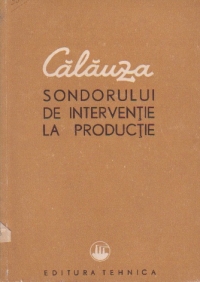 Călăuza
SONDORULUI
DE INTERVENȚIE
LA PRODUCȚIE
EDITURA TEHNICA